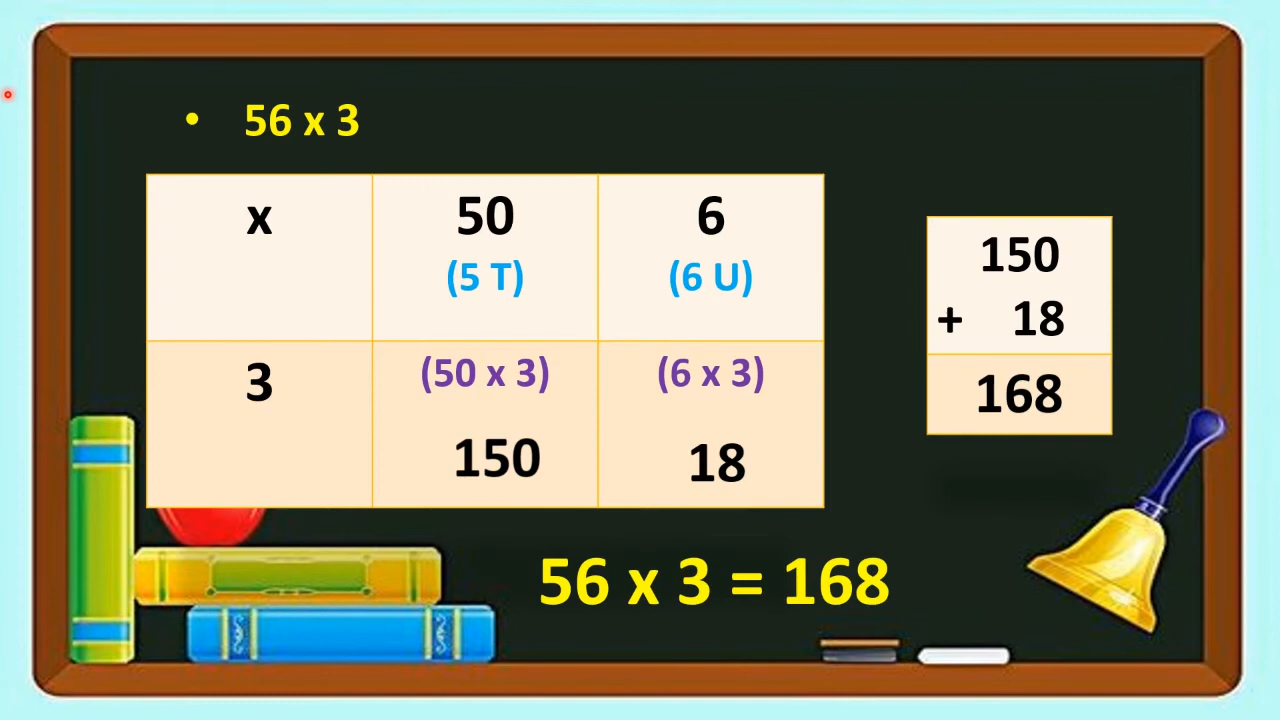 • 56 x 3
x 50 6
(5 T) (6 U)
3 (50 x 3) (6 x 3)
150 18
150
+ 18
168
56 x 3 = 168